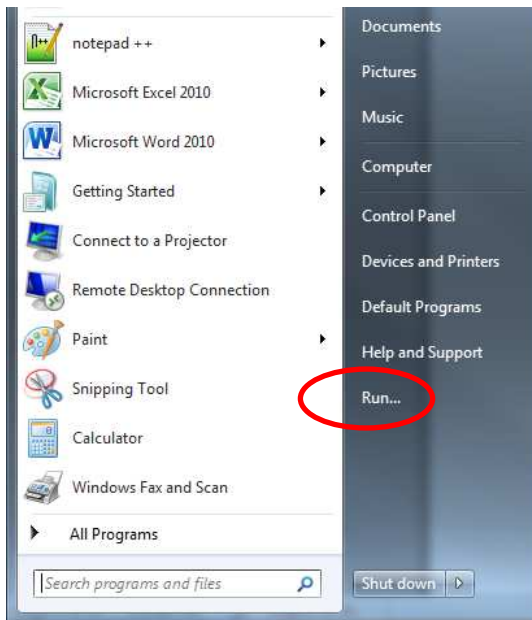 notepad ++
Microsoft Excel 2010
Microsoft Word 2010
Getting Started
Connect to a Projector
Remote Desktop Connection
Paint
Snipping Tool
Calculator
Windows Fax and Scan
All Programs
Search programs and files
Documents
Pictures
Music
Computer
Control Panel
Devices and Printers
Default Programs
Help and Support
Run...
Shut down